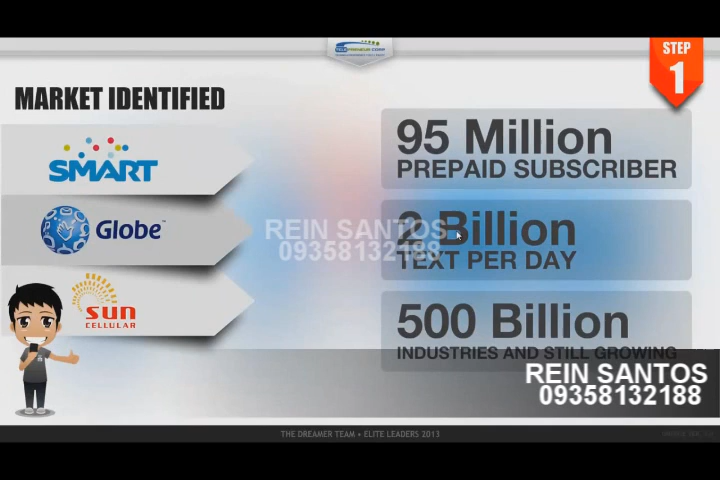 STEP
1
MARKET IDENTIFIED
SMART
Globe
sun
CELLULAR
95 Million
PREPAID SUBSCRIBER
2 Billion
TEXT PER DAY
500 Billion
INDUSTRIES AND STILL GROWING
REIN SANTOS
09358132188
REIN SANTOS
09358132188
THE DREAMER TEAM • ELITE LEADERS 2013